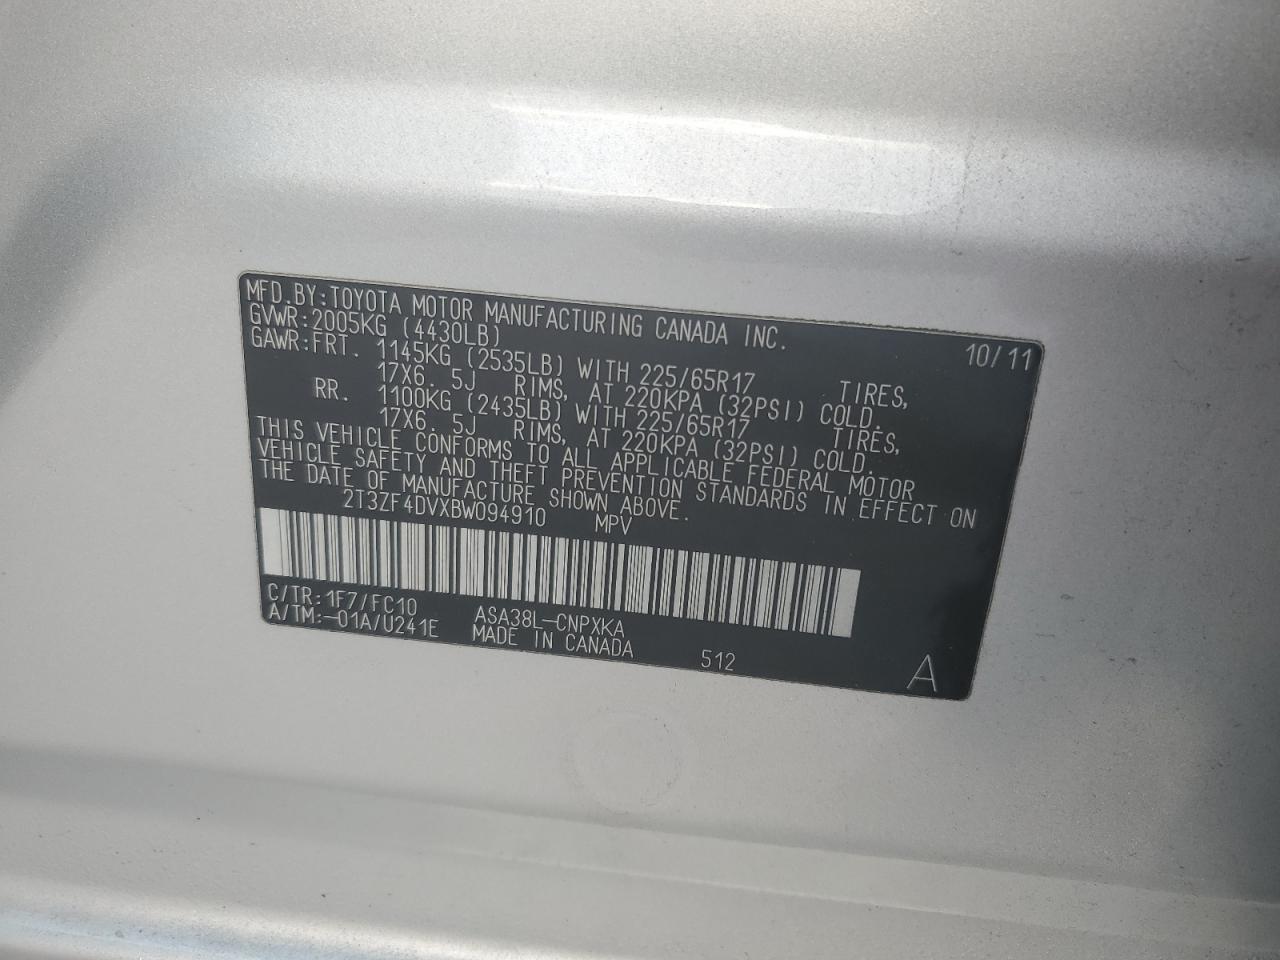 MFD.BY:TOYOTA MOTOR MANUFACTURING CANADA INC. 10/11
GVWR:2005KG (4430LB)
GAWR:FRT. 1145KG (2535LB) WITH 225/65R17 TIRES,
17X6. 5J RIMS, AT 220KPA (32PSI) COLD.
RR. 1100KG (2435LB) WITH 225/65R17 TIRES,
17X6. 5J RIMS, AT 220KPA (32PSI) COLD.
THIS VEHICLE CONFORMS TO ALL APPLICABLE FEDERAL MOTOR
VEHICLE SAFETY AND THEFT PREVENTION STANDARDS IN EFFECT ON
THE DATE OF MANUFACTURE SHOWN ABOVE.
2T3ZF4DVXBW094910 MPV
C/TR:1F7/FC10 ASA38L-CNPXKA
A/TM:-01A/U241E MADE IN CANADA 512 A